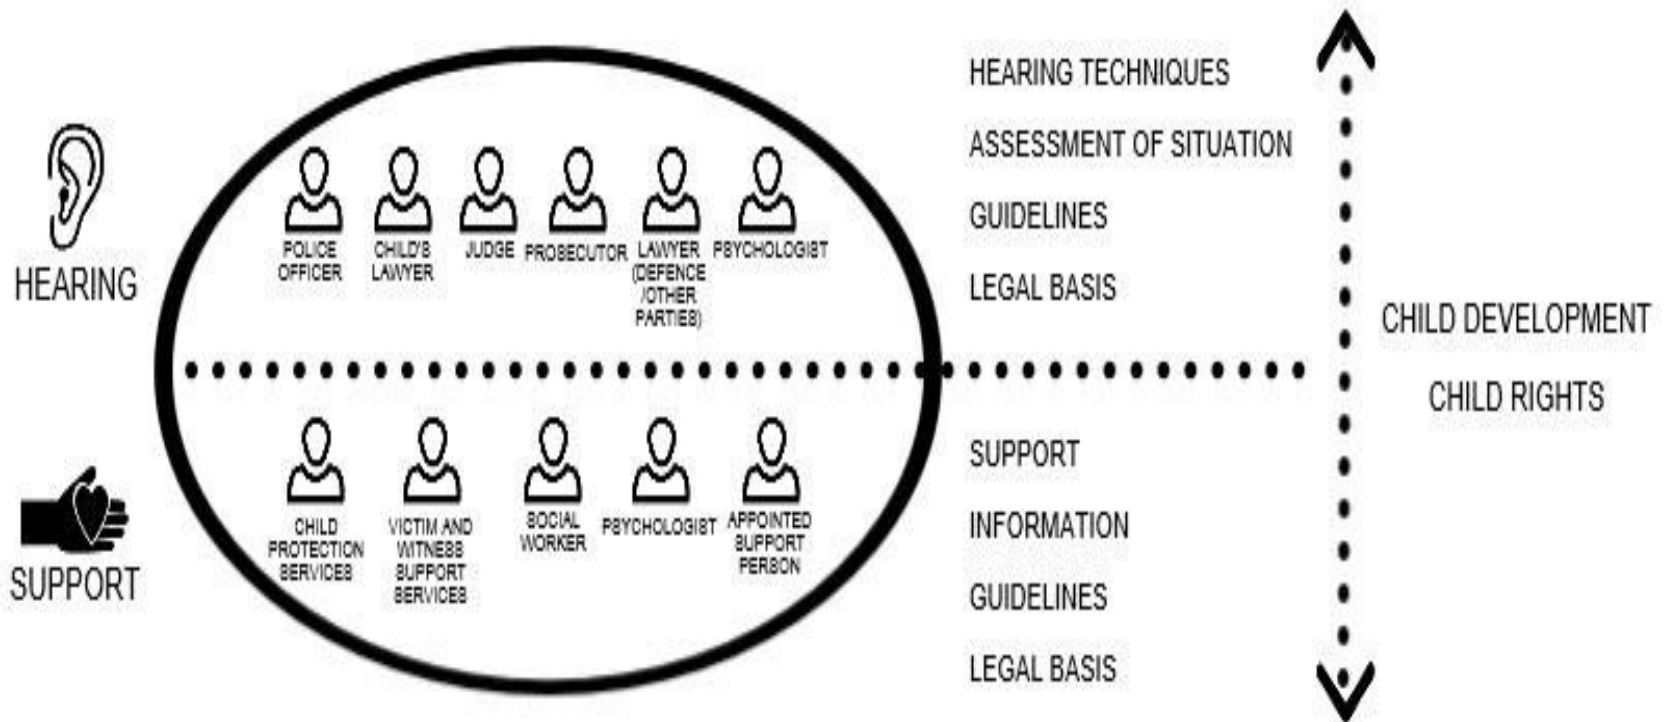 HEARING
POLICE
OFFICER
CHILD'S
LAWYER
JUDGE
PROSECUTOR
LAWYER
(DEFENCE
/OTHER
PARTIES)
PSYCHOLOGIST
HEARING TECHNIQUES
ASSESSMENT OF SITUATION
GUIDELINES
LEGAL BASIS
CHILD DEVELOPMENT
CHILD RIGHTS
SUPPORT
CHILD
PROTECTION
SERVICES
VICTIM AND
WITNESS
SUPPORT
SERVICES
SOCIAL
WORKER
PSYCHOLOGIST
APPOINTED
SUPPORT
PERSON
SUPPORT
INFORMATION
GUIDELINES
LEGAL BASIS